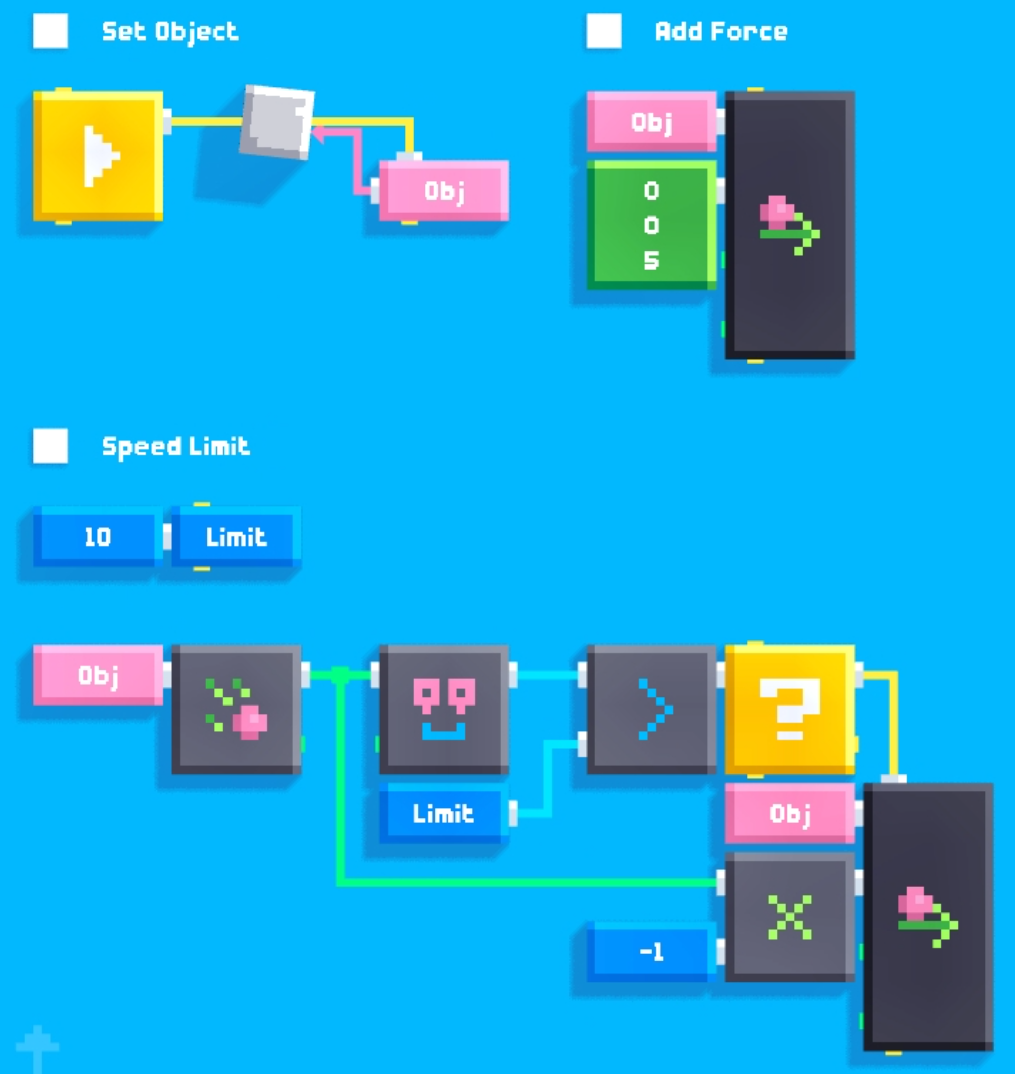 Set Object
Add Force
Obj
Obj
0
0
5
Speed Limit
10
Limit
Obj
Limit
Obj
-1